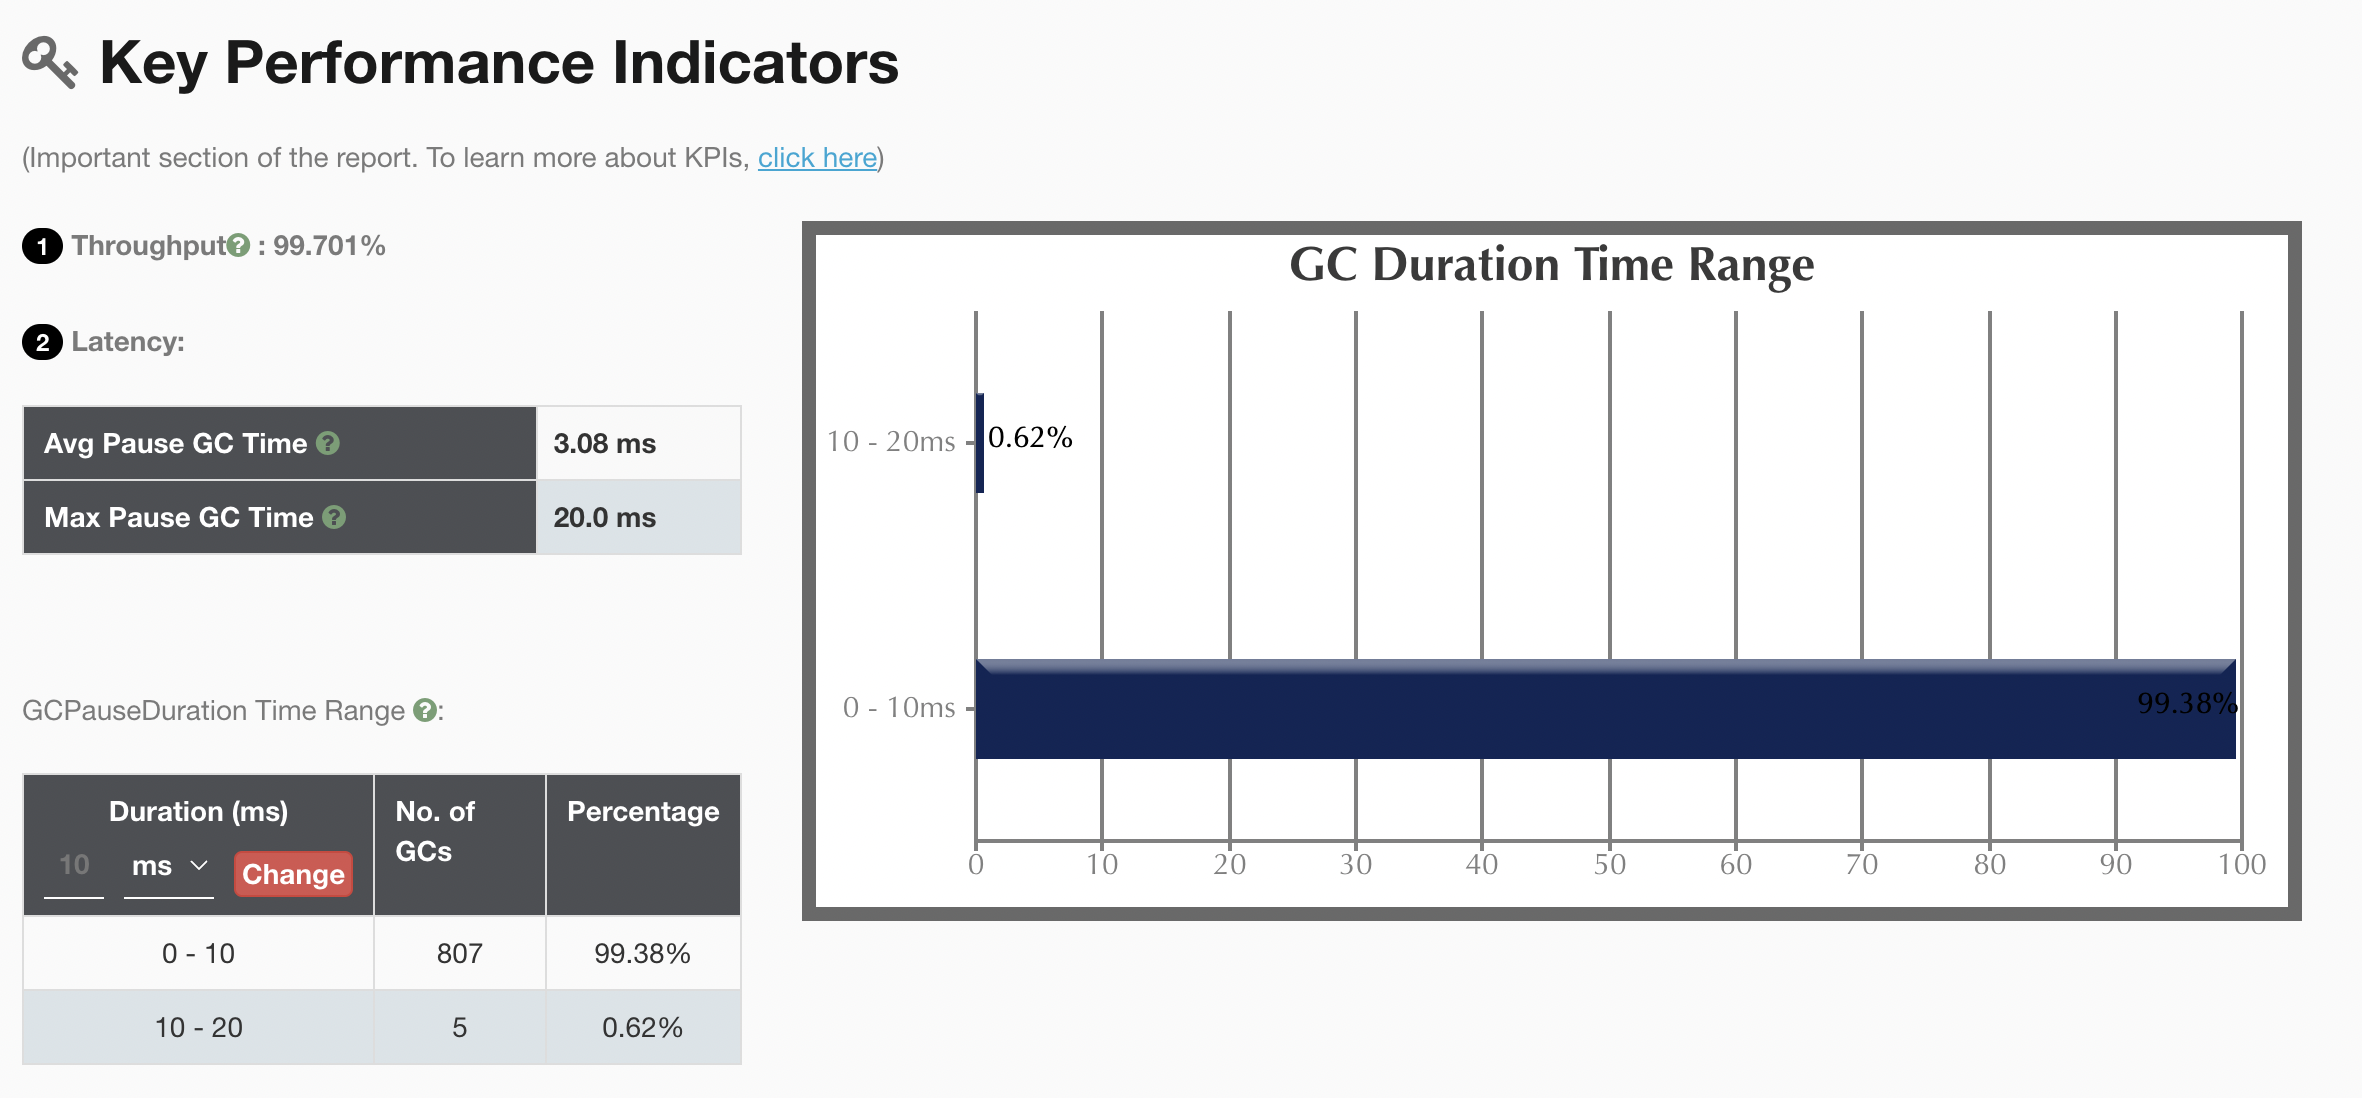 Key Performance Indicators
(Important section of the report. To learn more about KPIs, click here)
1 Throughput? : 99.701%
2 Latency:
Avg Pause GC Time ? 3.08 ms
Max Pause GC Time ? 20.0 ms
GCPauseDuration Time Range ?:
Duration (ms) No. of GCs Percentage
10 ms Change
0 - 10 807 99.38%
10 - 20 5 0.62%
GC Duration Time Range
10 - 20ms 0.62%
0 - 10ms 99.38%
0 10 20 30 40 50 60 70 80 90 100